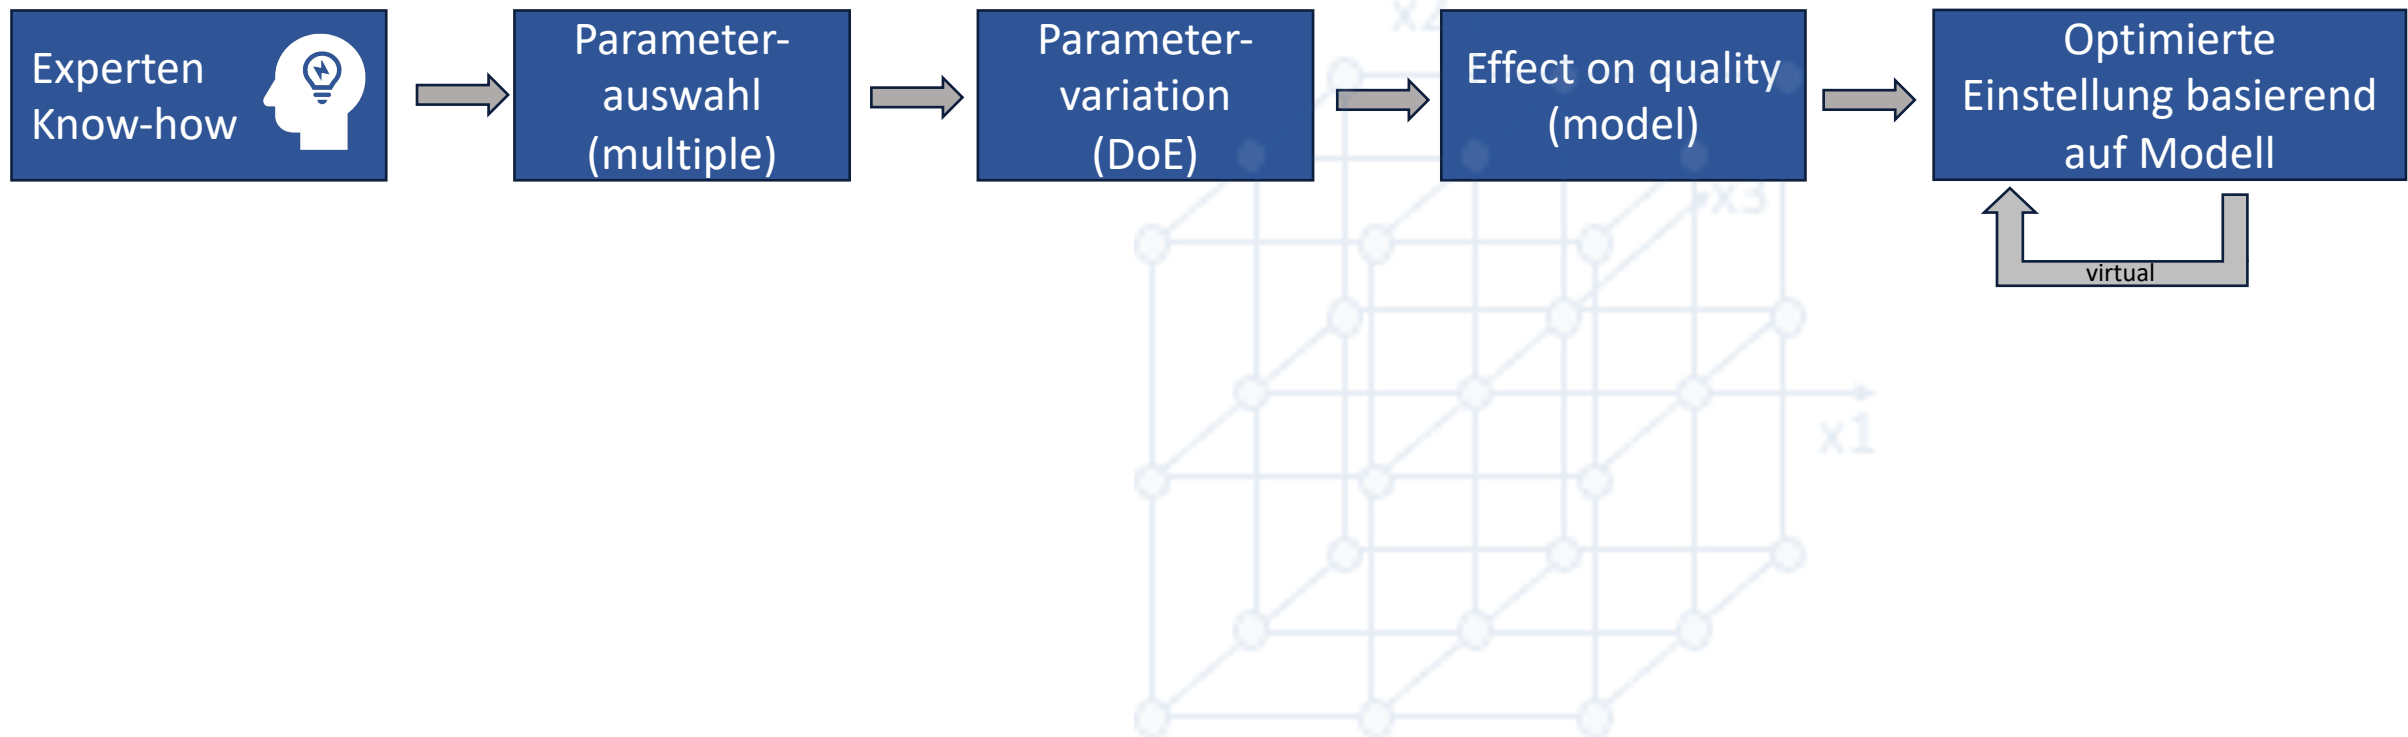 Experten
Know-how
Parameter-
auswahl
(multiple)
Parameter-
variation
(DoE)
Effect on quality
(model)
Optimierte
Einstellung basierend
auf Modell
virtual
x2
x3
x1